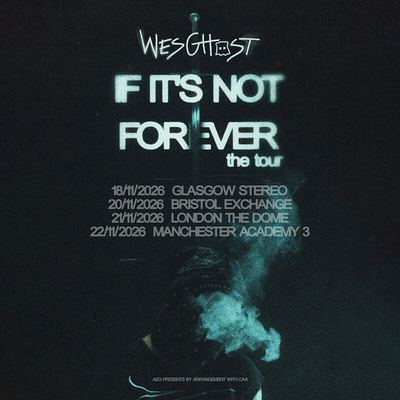 WESGHOST
IF IT'S NOT
FOREVER
the tour
18/11/2026 GLASGOW STEREO
20/11/2026 BRISTOL EXCHANGE
21/11/2026 LONDON THE DOME
22/11/2026 MANCHESTER ACADEMY 3
AEG PRESENTS BY ARRANGEMENT WITH CAA